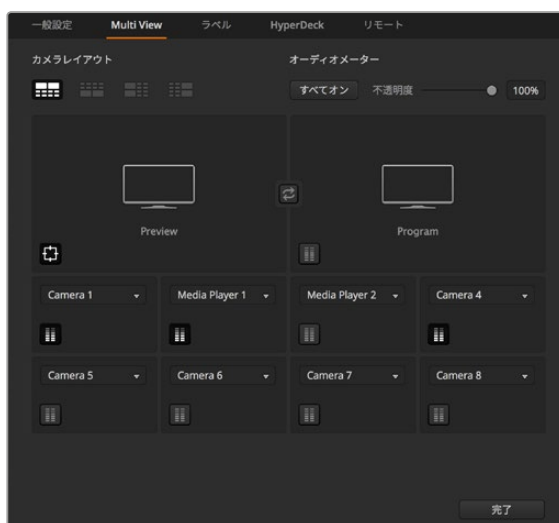 一般設定 Multi View ラベル HyperDeck リモート
カメラレイアウト オーディオメーター
すべてオン 不透明度 100%
Preview Program
Camera 1 Media Player 1 Media Player 2 Camera 4
Camera 5 Camera 6 Camera 7 Camera 8
完了